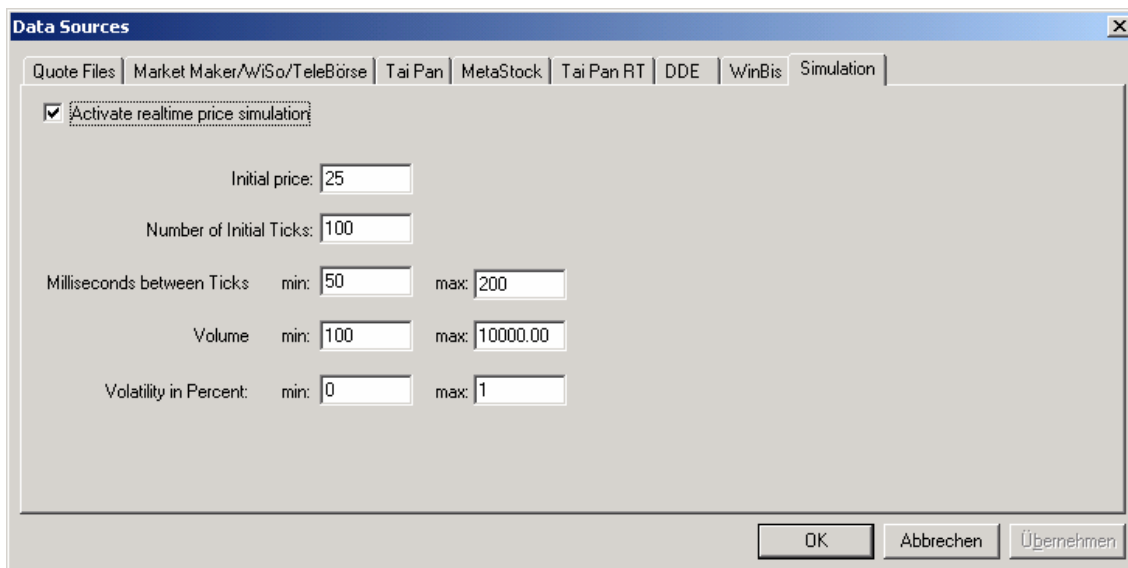 Data Sources
Quote Files Market Maker/WiSo/TeleBörse Tai Pan MetaStock Tai Pan RT DDE WinBis Simulation
Activate realtime price simulation
Initial price: 25
Number of Initial Ticks: 100
Milliseconds between Ticks min: 50 max: 200
Volume min: 100 max: 10000.00
Volatility in Percent: min: 0 max: 1
OK Abbrechen Übernehmen